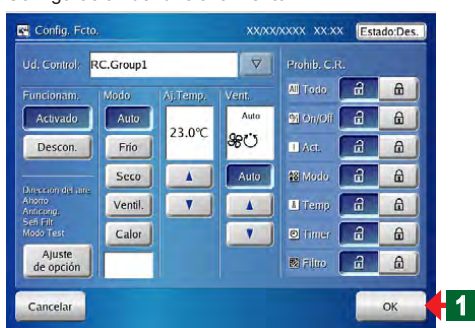 Config. Fcto. XX/XX/XXXX XX:XX Estado:Des.
Ud. Control: RC.Group1 Prohib. C.R.
Funcionam. Modo Aj.Temp. Vent.
All Todo
Activado Auto 23.0°C Auto
On/Off
Descon. Frío
Act.
Seco Auto Modo
Dirección del aire
Ahorro
Anticong.
Ventil. Temp
Señ Filt
Modo Test
Calor Timer
Ajuste
de opción
Filtro
Cancelar OK 1